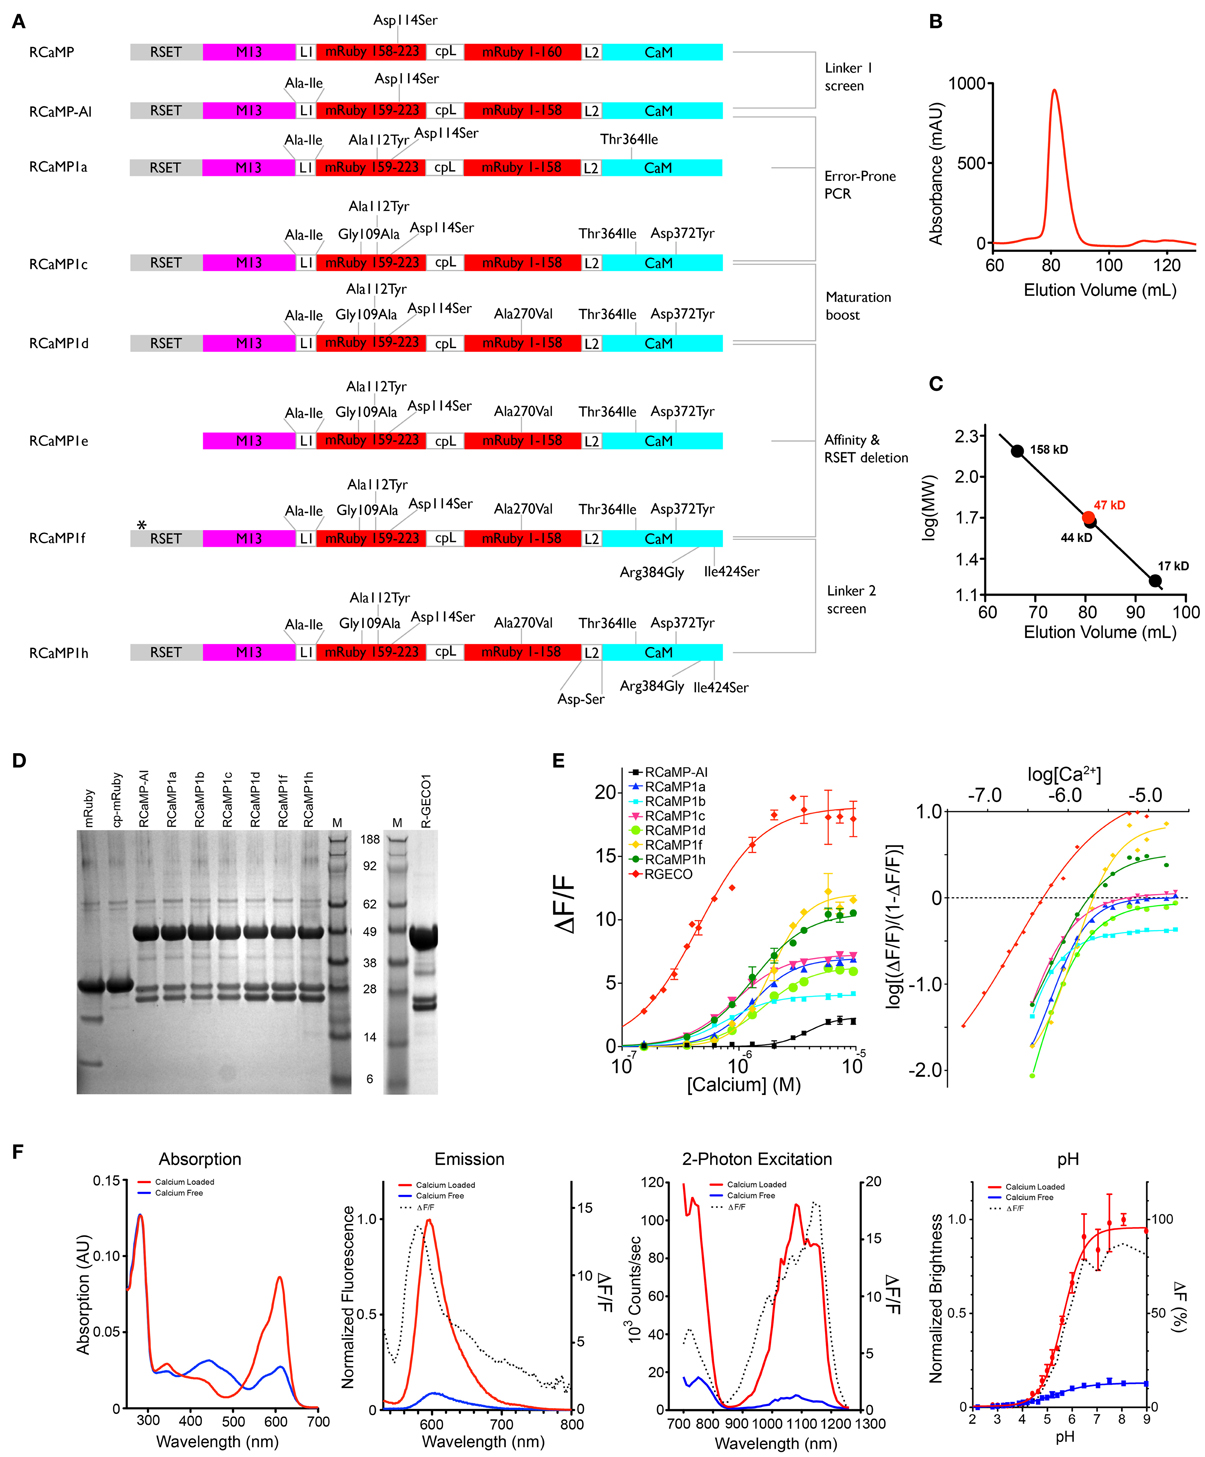 A
Asp114Ser
RCaMP RSET M13 L1 mRuby 158-223 cpL mRuby 1-160 L2 CaM
Linker 1
screen
Ala-Ile Asp114Ser
RCaMP-AI RSET M13 L1 mRuby 159-223 cpL mRuby 1-158 L2 CaM
Ala-Ile Ala112Tyr Asp114Ser Thr364Ile
RCaMP1a RSET M13 L1 mRuby 159-223 cpL mRuby 1-158 L2 CaM
Error-Prone
PCR
Ala112Tyr
Ala-Ile Gly109Ala Asp114Ser Thr364Ile Asp372Tyr
RCaMP1c RSET M13 L1 mRuby 159-223 cpL mRuby 1-158 L2 CaM
Maturation
boost
Ala112Tyr
Ala-Ile Gly109Ala Asp114Ser Ala270Val Thr364Ile Asp372Tyr
RCaMP1d RSET M13 L1 mRuby 159-223 cpL mRuby 1-158 L2 CaM
Ala112Tyr
Ala-Ile Gly109Ala Asp114Ser Ala270Val Thr364Ile Asp372Tyr
RCaMP1e M13 L1 mRuby 159-223 cpL mRuby 1-158 L2 CaM
Affinity &
RSET deletion
Ala112Tyr
Ala-Ile Gly109Ala Asp114Ser Ala270Val Thr364Ile Asp372Tyr
*
RCaMP1f RSET M13 L1 mRuby 159-223 cpL mRuby 1-158 L2 CaM
Arg384Gly Ile424Ser
Linker 2
screen
Ala112Tyr
Ala-Ile Gly109Ala Asp114Ser Ala270Val Thr364Ile Asp372Tyr
RCaMP1h RSET M13 L1 mRuby 159-223 cpL mRuby 1-158 L2 CaM
Asp-Ser Arg384Gly Ile424Ser
B
Absorbance (mAU)
1000
500
0
60 80 100 120
Elution Volume (mL)
C
log(MW)
2.3
2.0
1.7
1.4
1.1
158 kD
47 kD
44 kD
17 kD
60 70 80 90 100
Elution Volume (mL)
D
mRuby
cp-mRuby
RCaMP-AI
RCaMP1a
RCaMP1b
RCaMP1c
RCaMP1d
RCaMP1f
RCaMP1h
M
M
R-GECO1
188
92
62
49
38
28
14
6
E
RCaMP-AI
RCaMP1a
RCaMP1b
RCaMP1c
RCaMP1d
RCaMP1f
RCaMP1h
RGECO
ΔF/F
20
15
10
5
0
10-7 10-6 10-5
[Calcium] (M)
log[Ca2+]
-7.0 -6.0 -5.0
log[(ΔF/F)/(1-ΔF/F)]
1.0
0
-1.0
-2.0
F
Absorption
Calcium Loaded
Calcium Free
Absorption (AU)
0.15
0.10
0.05
0
300 400 500 600 700
Wavelength (nm)
Emission
Calcium Loaded
Calcium Free
ΔF/F
Normalized Fluorescence
1.0
0.5
0
15
10
5
0
ΔF/F
600 700 800
Wavelength (nm)
2-Photon Excitation
Calcium Loaded
Calcium Free
ΔF/F
10³ Counts/sec
120
100
80
60
40
20
0
20
15
10
5
0
ΔF/F
700 900 1000 1100 1300
Wavelength (nm)
pH
Calcium Loaded
Calcium Free
ΔF/F
Normalized Brightness
1.0
0.5
0
100
50
0
ΔF (%)
2 3 4 5 6 7 8 9
pH